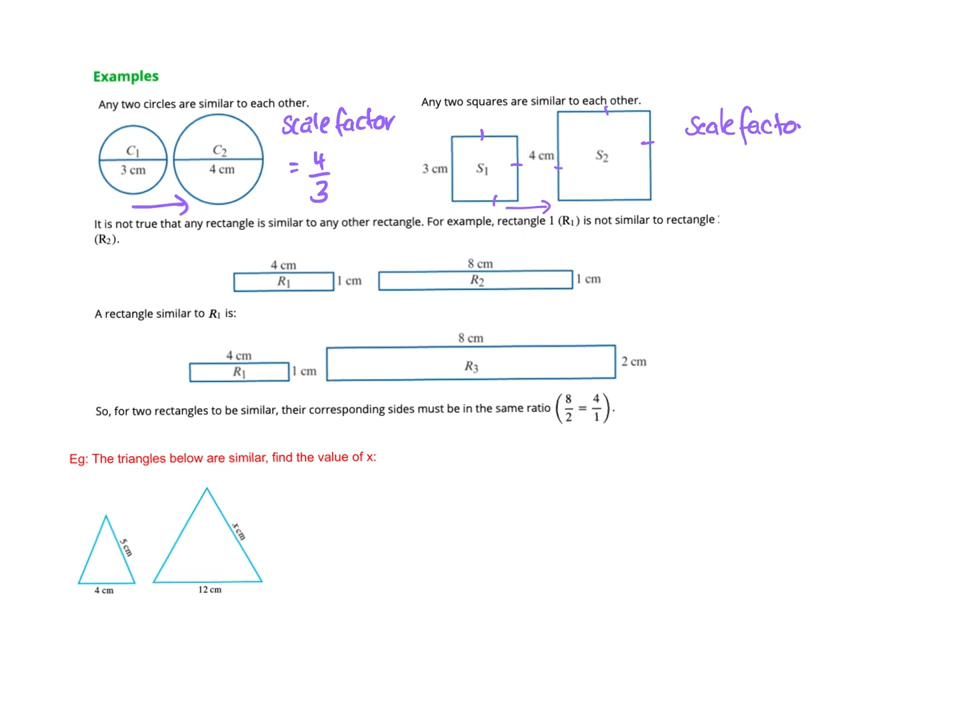 Examples
Any two circles are similar to each other.
C1
3 cm
C2
4 cm
scale factor
= 4/3
Any two squares are similar to each other.
3 cm
S1
4 cm
S2
scale facto
It is not true that any rectangle is similar to any other rectangle. For example, rectangle 1 (R1) is not similar to rectangle
(R2).
4 cm
R1
1 cm
8 cm
R2
1 cm
A rectangle similar to R1 is:
4 cm
R1
1 cm
8 cm
R3
2 cm
So, for two rectangles to be similar, their corresponding sides must be in the same ratio (8/2 = 4/1).
Eg: The triangles below are similar, find the value of x:
5 cm
4 cm
x cm
12 cm